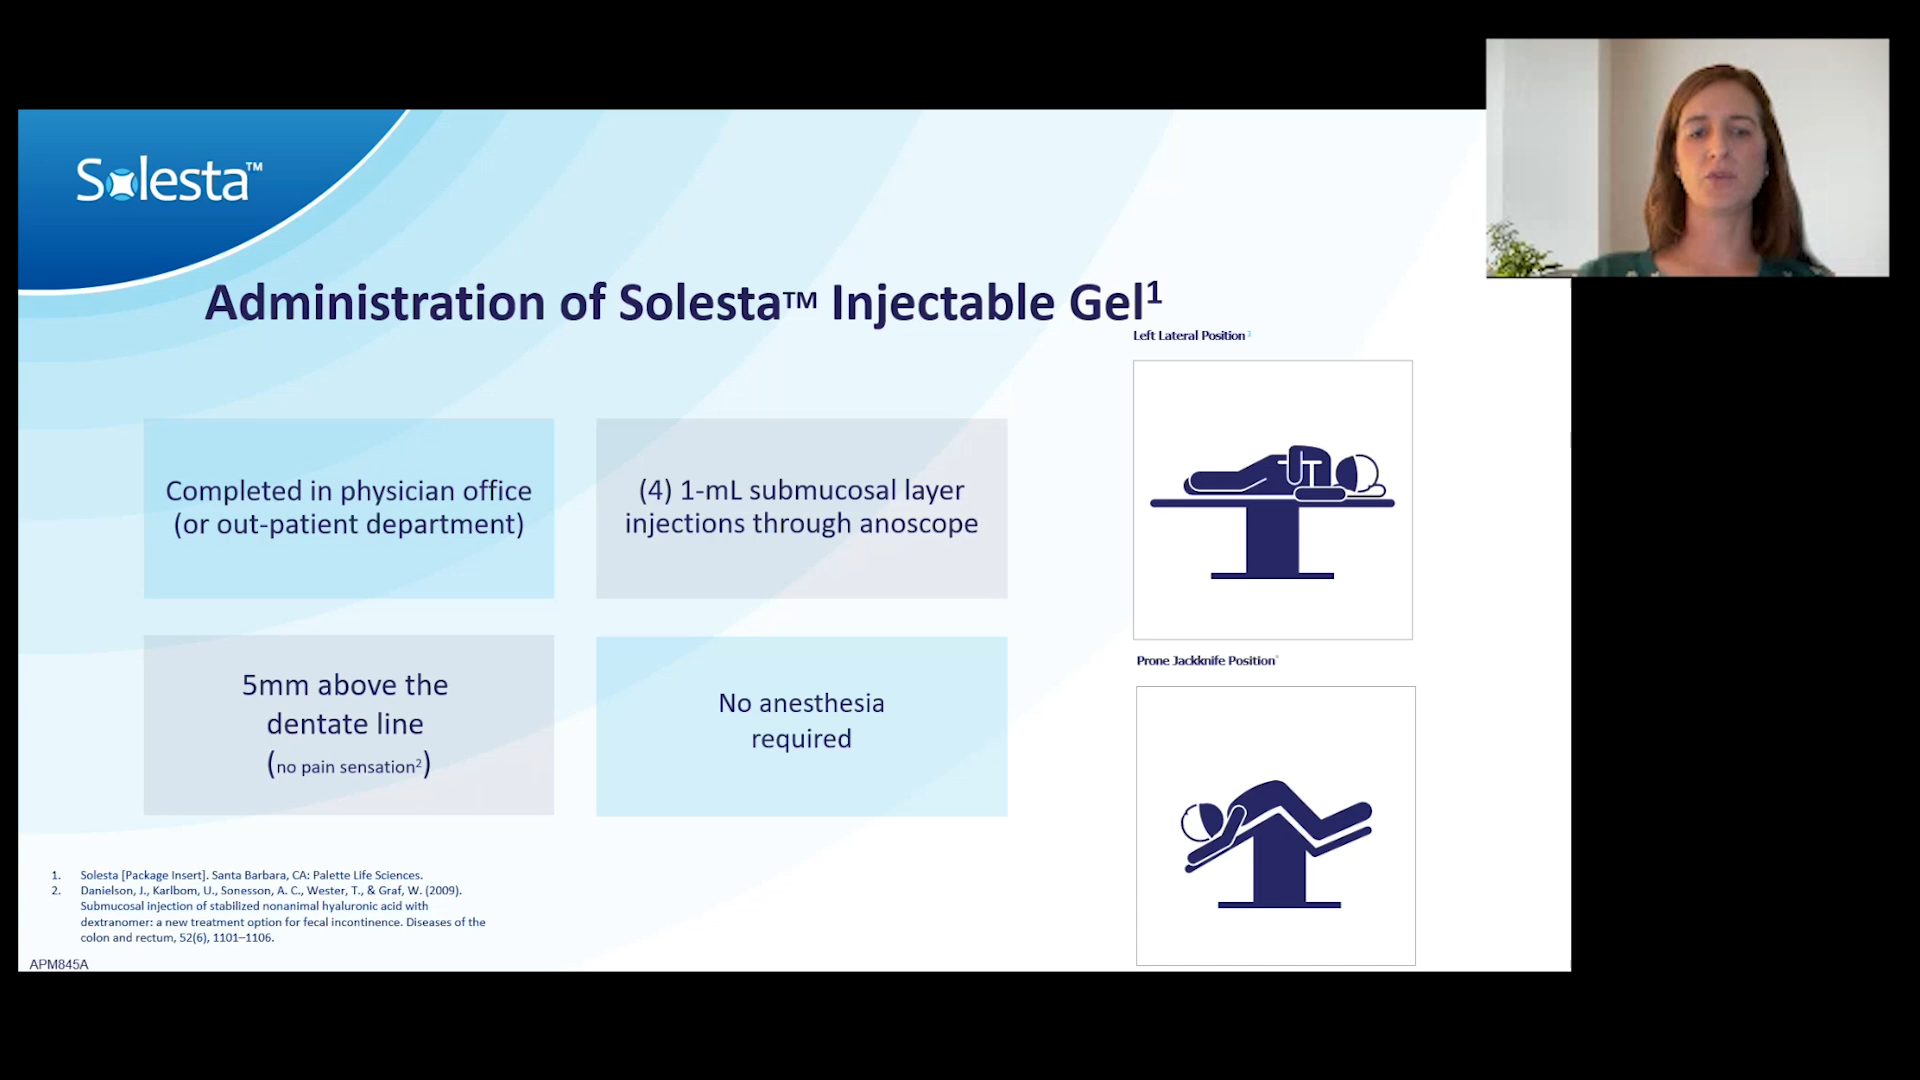 Solesta™
Administration of Solesta™ Injectable Gel¹
Left Lateral Position¹
Completed in physician office
(or out-patient department)
(4) 1-mL submucosal layer
injections through anoscope
5mm above the
dentate line
(no pain sensation²)
No anesthesia
required
Prone Jackknife Position
1. Solesta [Package Insert]. Santa Barbara, CA: Palette Life Sciences.
2. Danielson, J., Karlbom, U., Sonesson, A. C., Wester, T., & Graf, W. (2009).
Submucosal injection of stabilized nonanimal hyaluronic acid with
dextranomer: a new treatment option for fecal incontinence. Diseases of the
colon and rectum, 52(6), 1101–1106.
APM845A